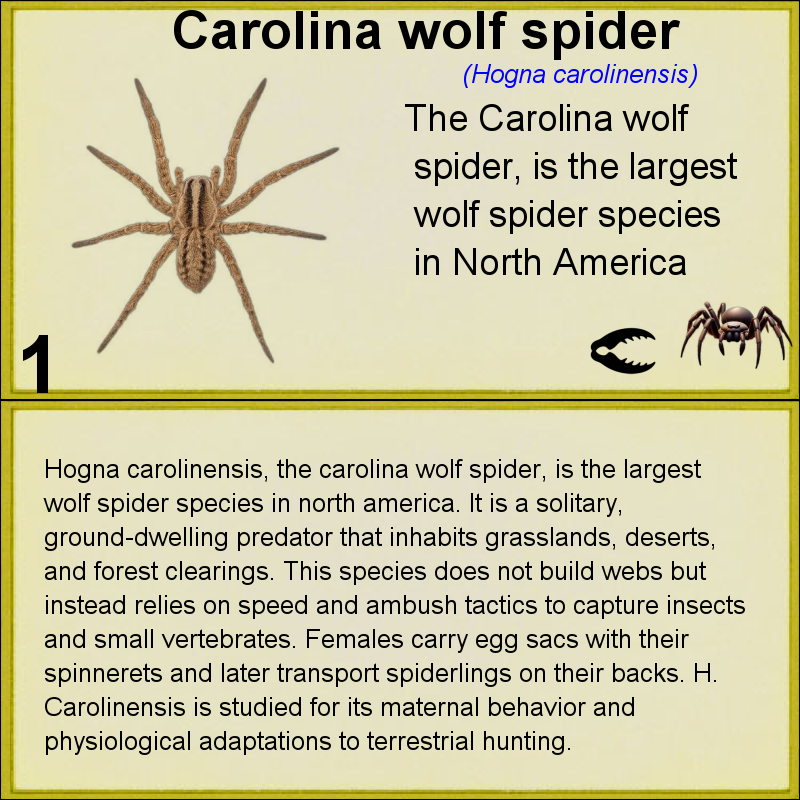 Carolina wolf spider
(Hogna carolinensis)
The Carolina wolf
spider, is the largest
wolf spider species
in North America
1
Hogna carolinensis, the carolina wolf spider, is the largest
wolf spider species in north america. It is a solitary,
ground-dwelling predator that inhabits grasslands, deserts,
and forest clearings. This species does not build webs but
instead relies on speed and ambush tactics to capture insects
and small vertebrates. Females carry egg sacs with their
spinnerets and later transport spiderlings on their backs. H.
Carolinensis is studied for its maternal behavior and
physiological adaptations to terrestrial hunting.